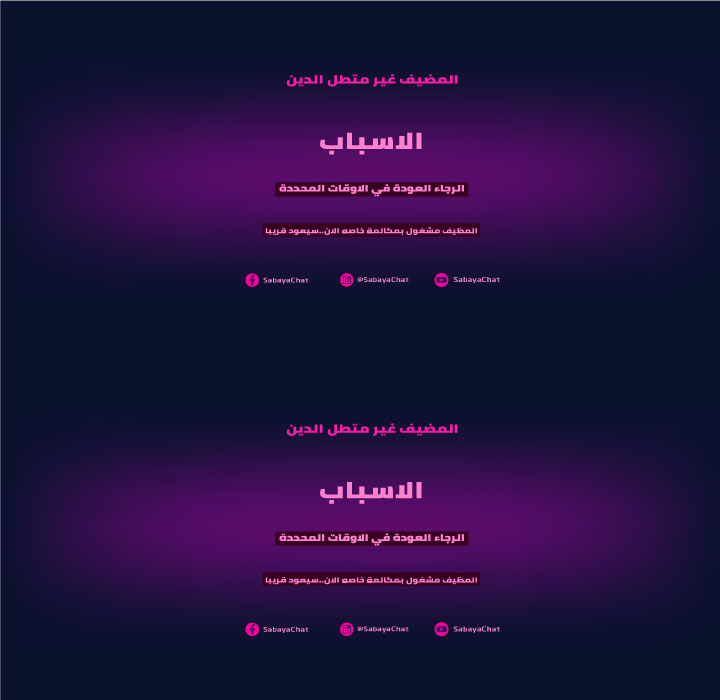 المضيف غير متطل الدين
الاسباب
الرجاء العودة في الاوقات المحددة
المظيف مشغول بمكالمة خاصه الان..سيعود قريبا
SabayaChat @SabayaChat SabayaChat
المضيف غير متطل الدين
الاسباب
الرجاء العودة في الاوقات المحددة
المظيف مشغول بمكالمة خاصه الان..سيعود قريبا
SabayaChat @SabayaChat SabayaChat